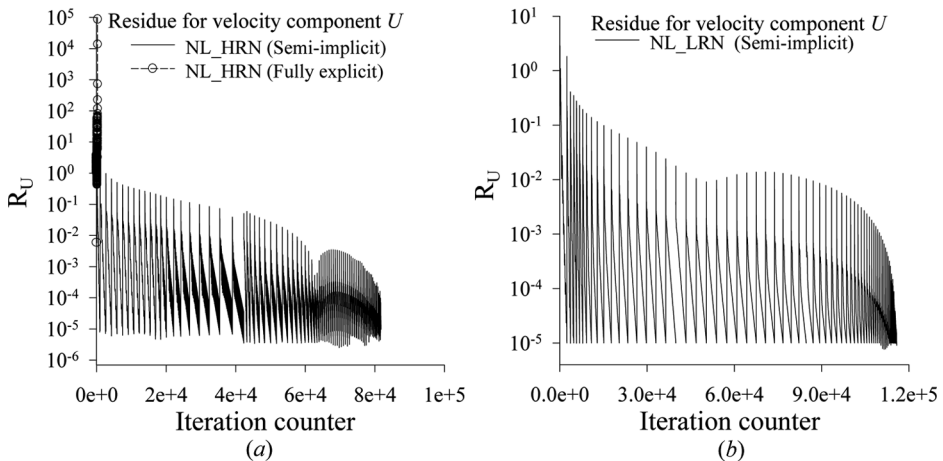 Residue for velocity component U
NL_HRN (Semi-implicit)
NL_HRN (Fully explicit)
10^5
10^4
10^3
10^2
10^1
10^0
10^-1
10^-2
10^-3
10^-4
10^-5
10^-6
R_U
0e+0 2e+4 4e+4 6e+4 8e+4 1e+5
Iteration counter
(a)
Residue for velocity component U
NL_LRN (Semi-implicit)
10^1
10^0
10^-1
10^-2
10^-3
10^-4
10^-5
R_U
0.0e+0 3.0e+4 6.0e+4 9.0e+4 1.2e+5
Iteration counter
(b)